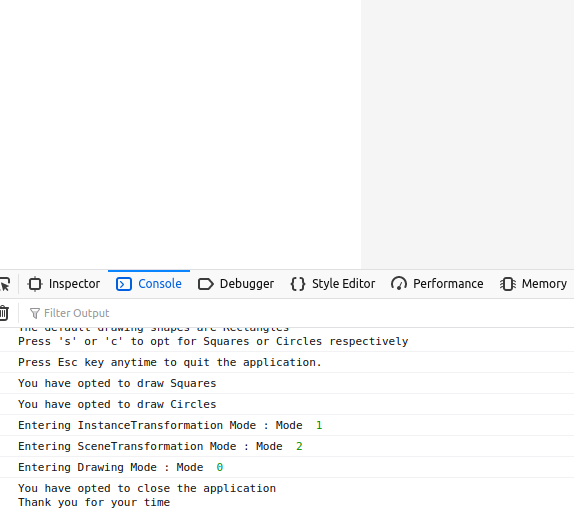 Inspector Console Debugger Style Editor Performance Memory
Filter Output
The default drawing shapes are Rectangles
Press 's' or 'c' to opt for Squares or Circles respectively
Press Esc key anytime to quit the application.
You have opted to draw Squares
You have opted to draw Circles
Entering InstanceTransformation Mode : Mode 1
Entering SceneTransformation Mode : Mode 2
Entering Drawing Mode : Mode 0
You have opted to close the application
Thank you for your time